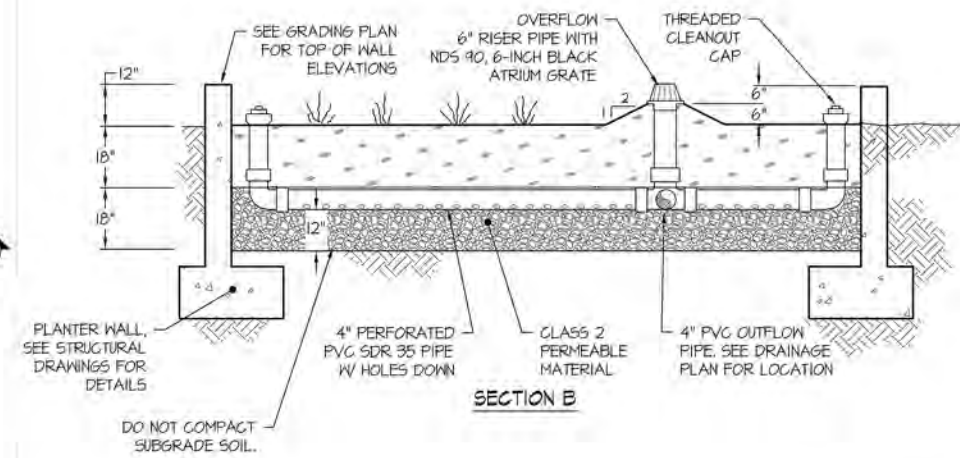 SEE GRADING PLAN
FOR TOP OF WALL
ELEVATIONS
OVERFLOW
6" RISER PIPE WITH
NDS 90, 6-INCH BLACK
ATRIUM GRATE
THREADED
CLEANOUT
CAP
12"
2
6"
6"
18"
18"
12"
PLANTER WALL,
SEE STRUCTURAL
DRAWINGS FOR
DETAILS
4" PERFORATED
PVC SDR 35 PIPE
W/ HOLES DOWN
CLASS 2
PERMEABLE
MATERIAL
4" PVC OUTFLOW
PIPE. SEE DRAINAGE
PLAN FOR LOCATION
SECTION B
DO NOT COMPACT
SUBGRADE SOIL.